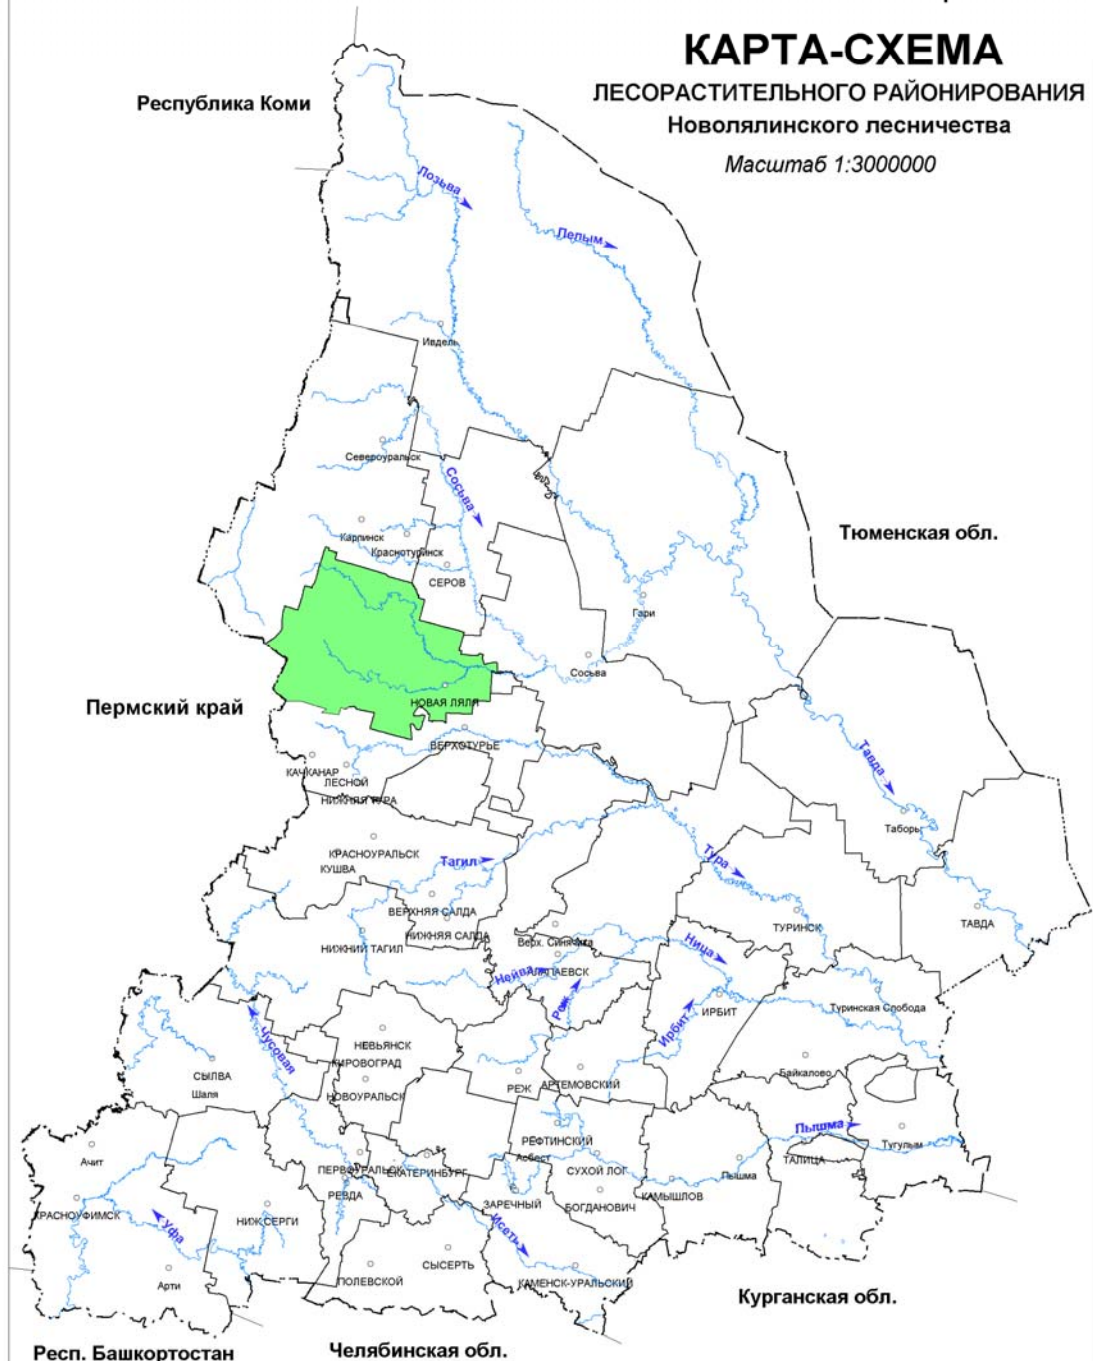 КАРТА-СХЕМА
ЛЕСОРАСТИТЕЛЬНОГО РАЙОНИРОВАНИЯ
Новолялинского лесничества
Масштаб 1:3000000
Республика Коми
Лозьва
Пелым
Ивдель
Североуральск
Сосьва
Карпинск
Краснотуринск
СЕРОВ
Тюменская обл.
Гари
Сосьва
Пермский край
НОВАЯ ЛЯЛЯ
ВЕРХОТУРЬЕ
КАЧКАНАР
ЛЕСНОЙ
НИЖНЯЯ ТУРА
Тавда
Таборы
КРАСНОУРАЛЬСК
КУШВА
Тагил
Тура
ВЕРХНЯЯ САЛДА
НИЖНЯЯ САЛДА
НИЖНИЙ ТАГИЛ
Верх. Синячиха
ТУРИНСК
ТАВДА
Нейва
АЛАПАЕВСК
Ница
Реж
Ирбит
ИРБИТ
Туринская Слобода
Чусовая
НЕВЬЯНСК
КИРОВОГРАД
НОВОУРАЛЬСК
СЫЛВА
Шаля
РЕЖ
АРТЕМОВСКИЙ
Байкалово
Пышма
Тугулым
ТАЛИЦА
Ачит
ПЕРВОУРАЛЬСК
ЕКАТЕРИНБУРГ
РЕВДА
РЕФТИНСКИЙ
Асбест
СУХОЙ ЛОГ
ЗАРЕЧНЫЙ
БОГДАНОВИЧ
КАМЫШЛОВ
Пышма
КРАСНОУФИМСК
Уфа
НИЖ.СЕРГИ
Арти
СЫСЕРТЬ
ПОЛЕВСКОЙ
Исеть
КАМЕНСК-УРАЛЬСКИЙ
Курганская обл.
Челябинская обл.
Респ. Башкортостан